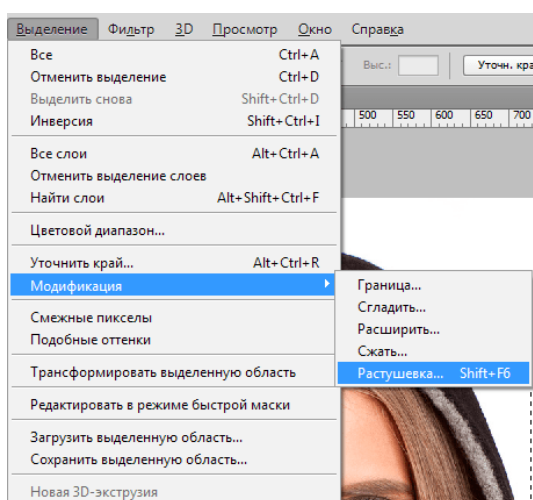 Выделение Фильтр 3D Просмотр Окно Справка
Выс.: Уточн. кра
500 550 600 650 700
Все Ctrl+A
Отменить выделение Ctrl+D
Выделить снова Shift+Ctrl+D
Инверсия Shift+Ctrl+I
Все слои Alt+Ctrl+A
Отменить выделение слоев
Найти слои Alt+Shift+Ctrl+F
Цветовой диапазон...
Уточнить край... Alt+Ctrl+R
Модификация
Граница...
Сгладить...
Расширить...
Сжать...
Растушевка... Shift+F6
Смежные пикселы
Подобные оттенки
Трансформировать выделенную область
Редактировать в режиме быстрой маски
Загрузить выделенную область...
Сохранить выделенную область...
Новая 3D-экструзия